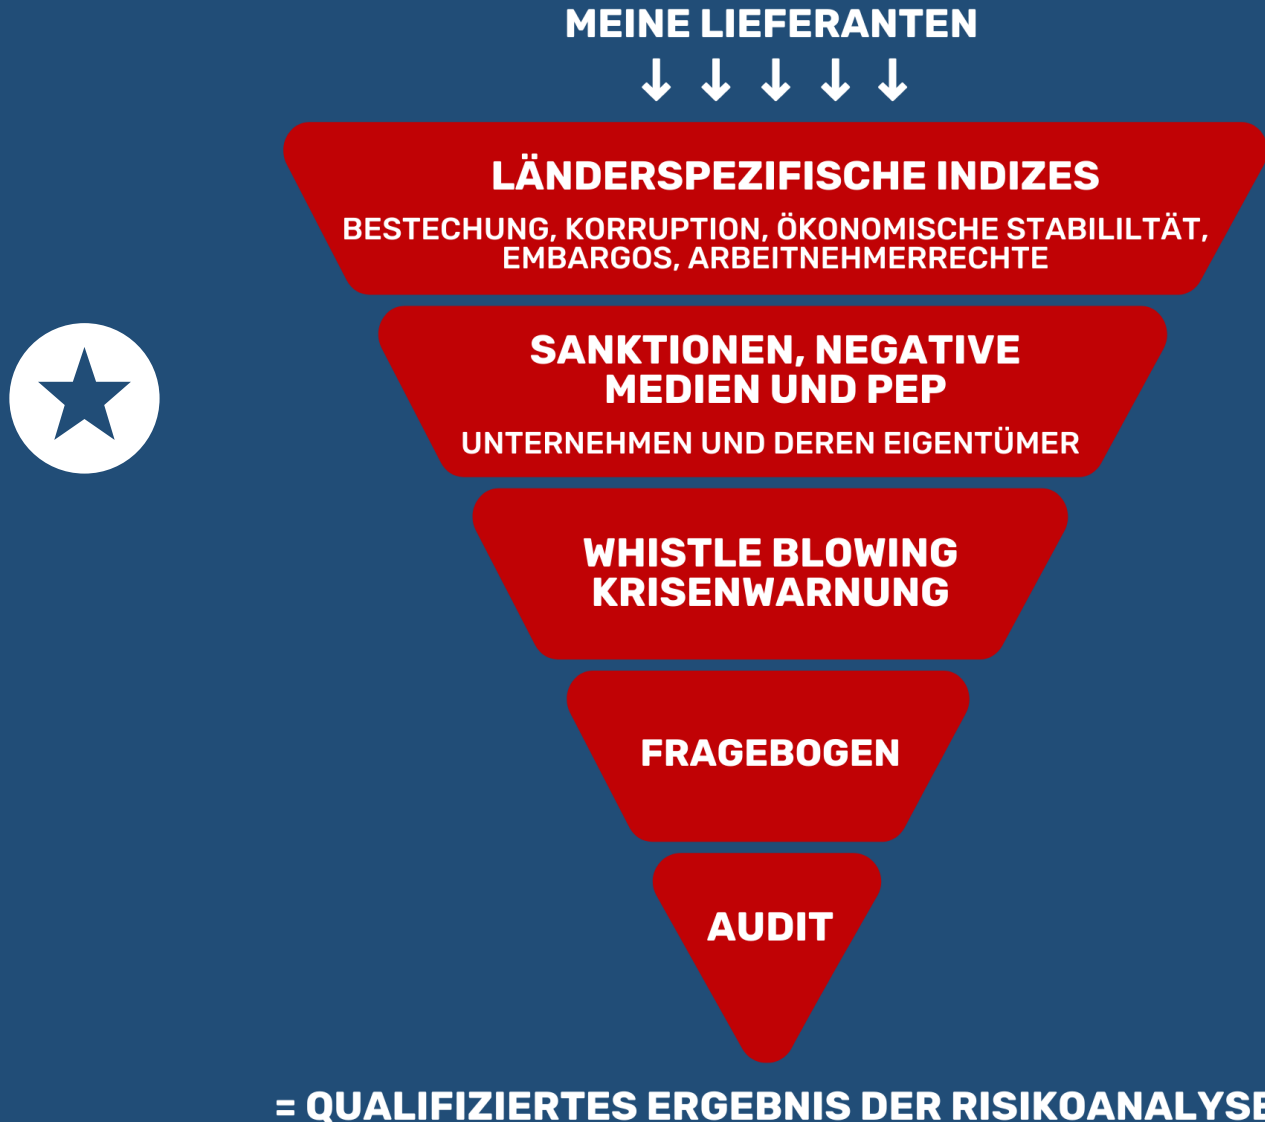 MEINE LIEFERANTEN
LÄNDERSPEZIFISCHE INDIZES
BESTECHUNG, KORRUPTION, ÖKONOMISCHE STABILILTÄT,
EMBARGOS, ARBEITNEHMERRECHTE
SANKTIONEN, NEGATIVE
MEDIEN UND PEP
UNTERNEHMEN UND DEREN EIGENTÜMER
WHISTLE BLOWING
KRISENWARNUNG
FRAGEBOGEN
AUDIT
= QUALIFIZIERTES ERGEBNIS DER RISIKOANALYSE